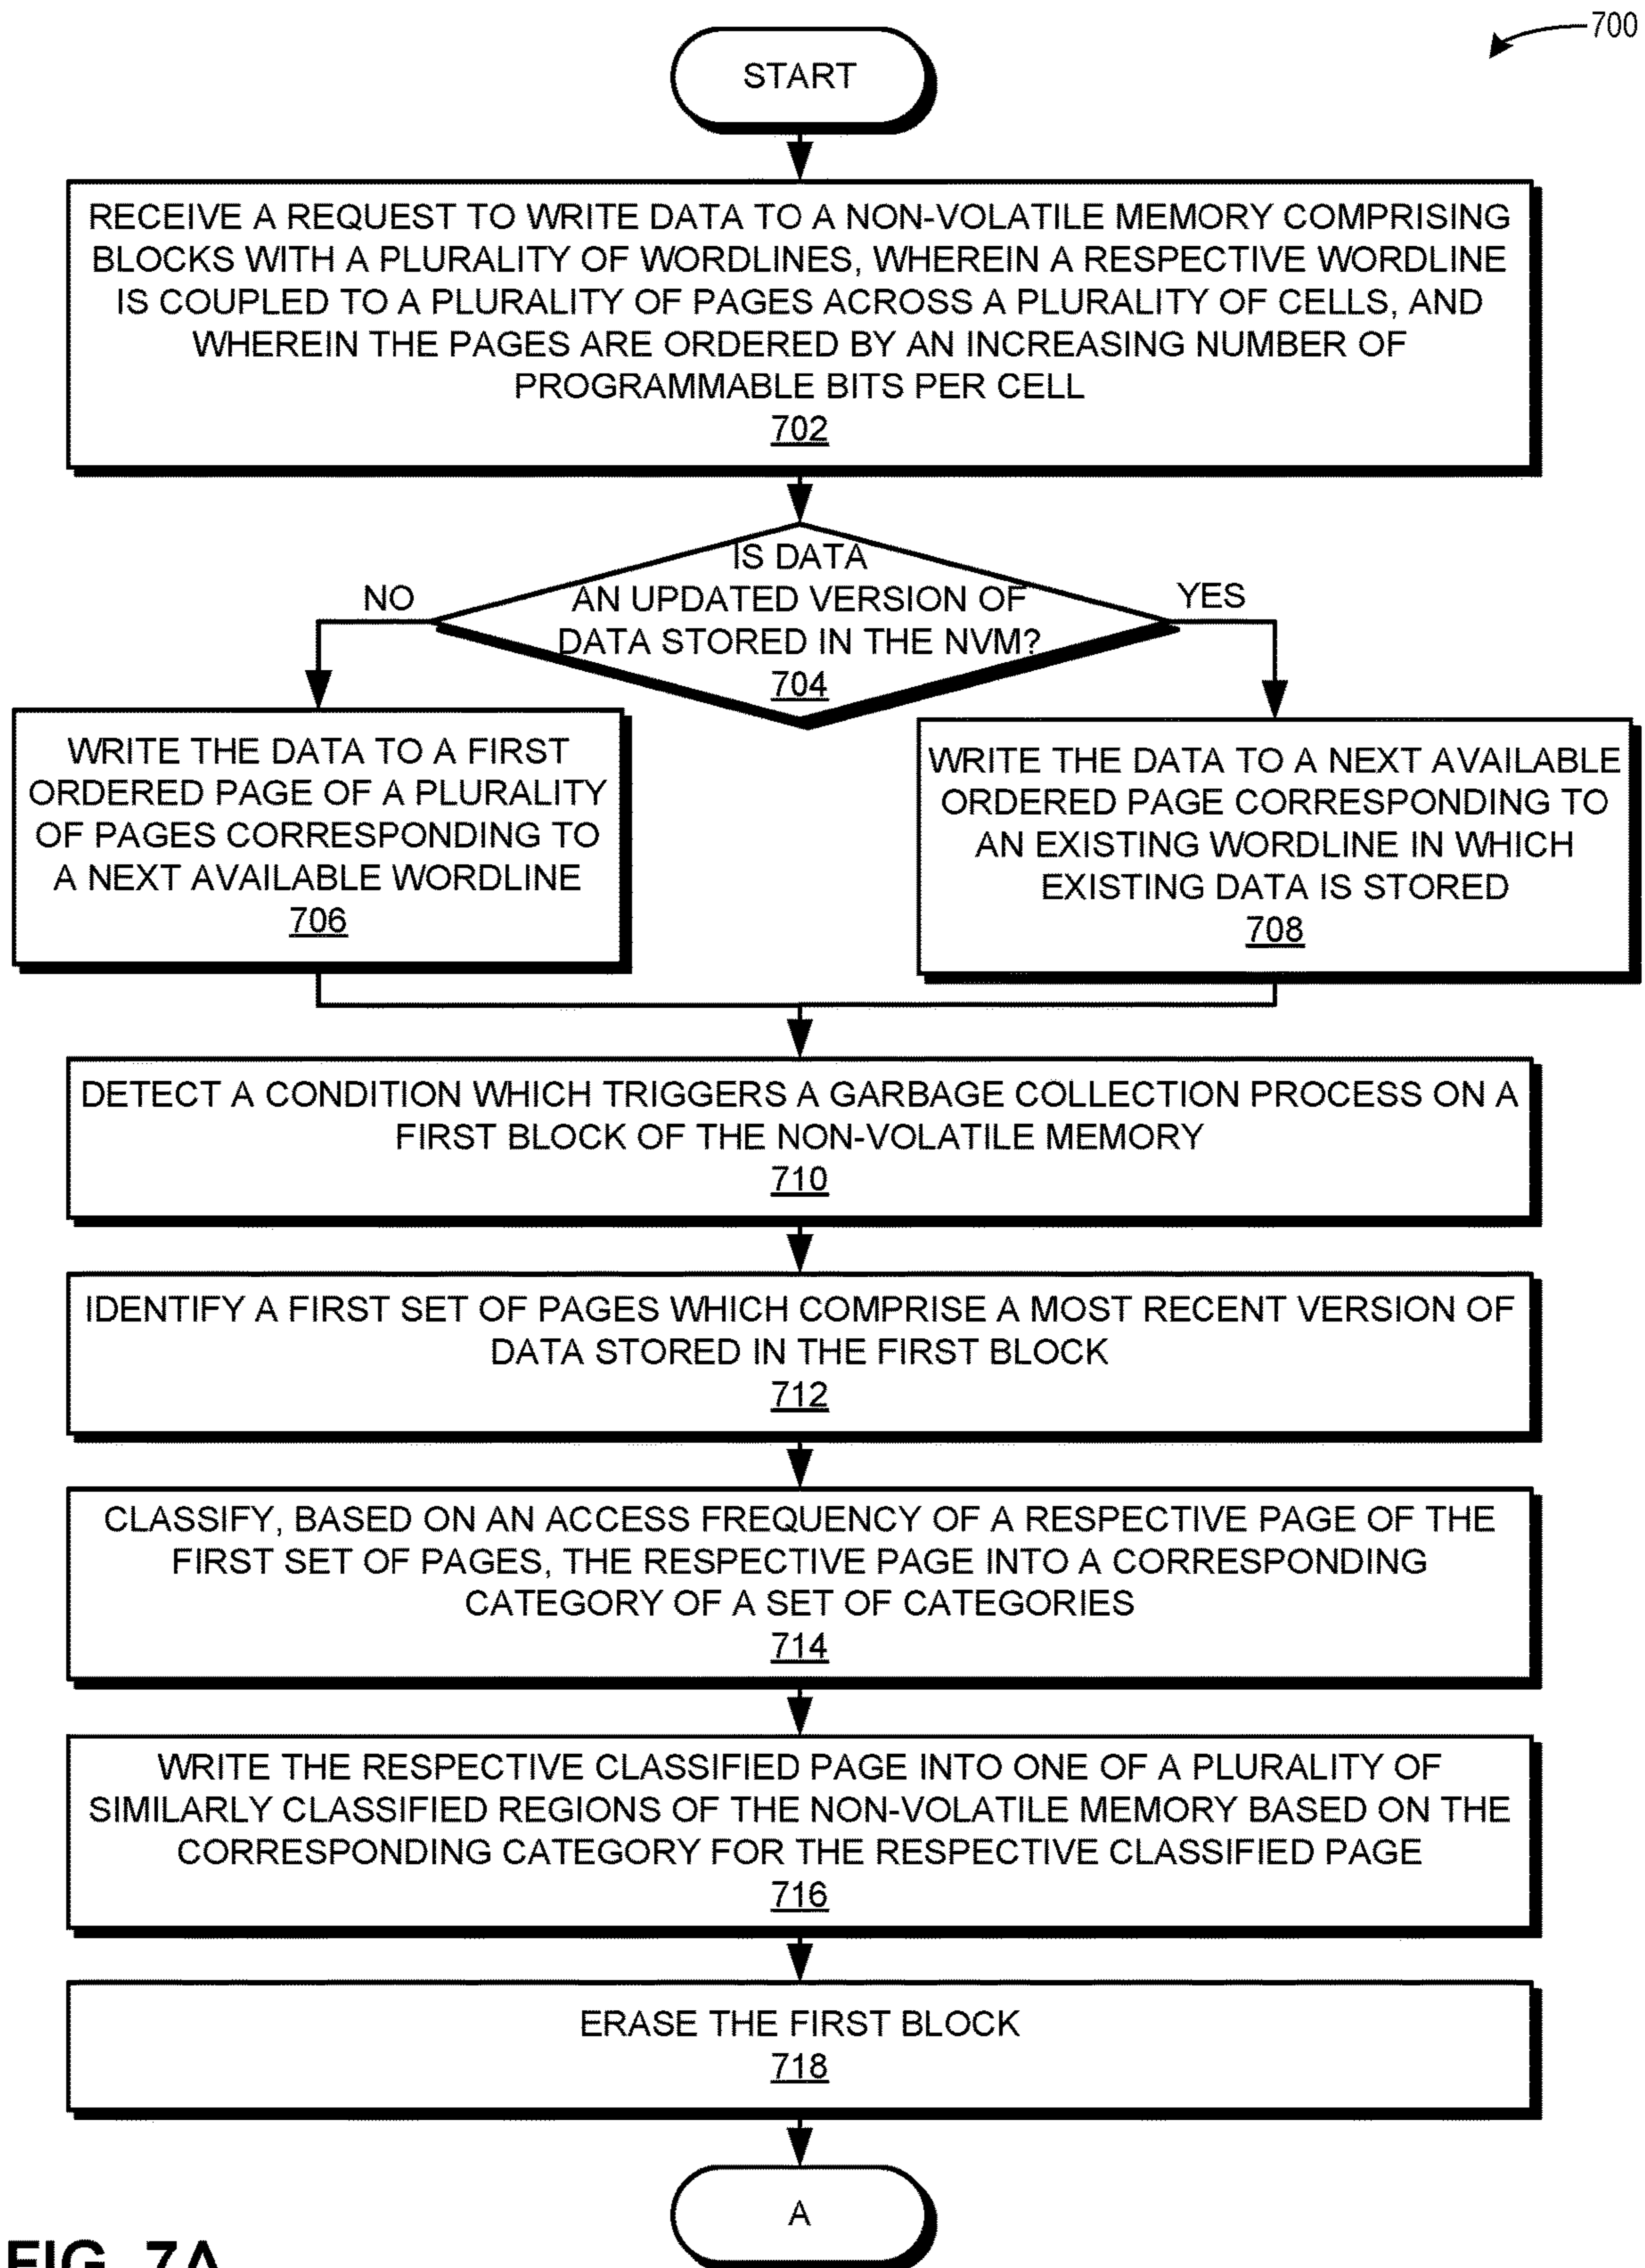 700
START
RECEIVE A REQUEST TO WRITE DATA TO A NON-VOLATILE MEMORY COMPRISING
BLOCKS WITH A PLURALITY OF WORDLINES, WHEREIN A RESPECTIVE WORDLINE
IS COUPLED TO A PLURALITY OF PAGES ACROSS A PLURALITY OF CELLS, AND
WHEREIN THE PAGES ARE ORDERED BY AN INCREASING NUMBER OF
PROGRAMMABLE BITS PER CELL
702
IS DATA
AN UPDATED VERSION OF
DATA STORED IN THE NVM?
704
NO
YES
WRITE THE DATA TO A FIRST
ORDERED PAGE OF A PLURALITY
OF PAGES CORRESPONDING TO
A NEXT AVAILABLE WORDLINE
706
WRITE THE DATA TO A NEXT AVAILABLE
ORDERED PAGE CORRESPONDING TO
AN EXISTING WORDLINE IN WHICH
EXISTING DATA IS STORED
708
DETECT A CONDITION WHICH TRIGGERS A GARBAGE COLLECTION PROCESS ON A
FIRST BLOCK OF THE NON-VOLATILE MEMORY
710
IDENTIFY A FIRST SET OF PAGES WHICH COMPRISE A MOST RECENT VERSION OF
DATA STORED IN THE FIRST BLOCK
712
CLASSIFY, BASED ON AN ACCESS FREQUENCY OF A RESPECTIVE PAGE OF THE
FIRST SET OF PAGES, THE RESPECTIVE PAGE INTO A CORRESPONDING
CATEGORY OF A SET OF CATEGORIES
714
WRITE THE RESPECTIVE CLASSIFIED PAGE INTO ONE OF A PLURALITY OF
SIMILARLY CLASSIFIED REGIONS OF THE NON-VOLATILE MEMORY BASED ON THE
CORRESPONDING CATEGORY FOR THE RESPECTIVE CLASSIFIED PAGE
716
ERASE THE FIRST BLOCK
718
A
FIG. 7A